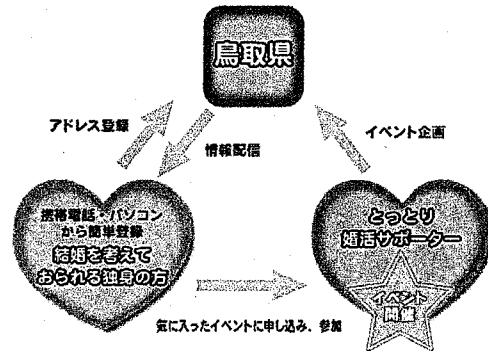 鳥取県
アドレス登録
情報配信
イベント企画
携帯電話・パソコン
から簡単登録
結婚を考えて
おられる独身の方
とっとり
婚活サポーター
イベント
開催
気に入ったイベントに申し込み、参加